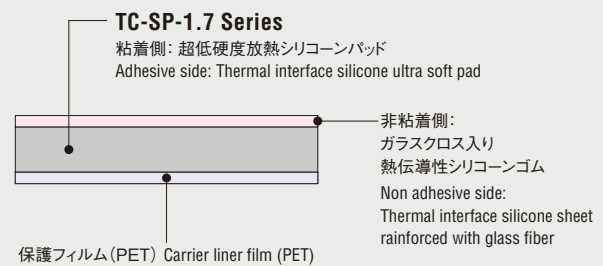 TC-SP-1.7 Series
粘着側：超低硬度放熱シリコーンパッド
Adhesive side: Thermal interface silicone ultra soft pad
非粘着側：
ガラスクロス入り
熱伝導性シリコーンゴム
Non adhesive side:
Thermal interface silicone sheet
rainforced with glass fiber
保護フィルム（PET） Carrier liner film (PET)